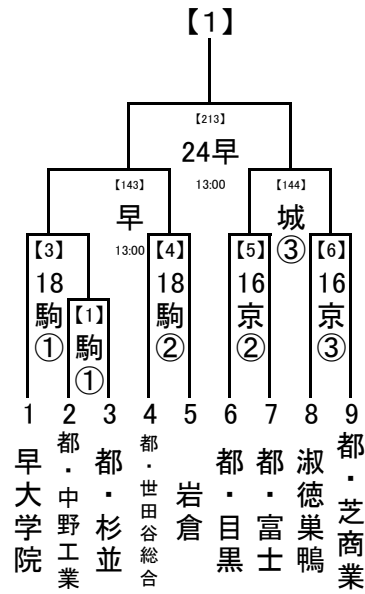 【1】
【213】
24早
13:00
【143】
早
13:00
【144】
城
③
【3】
18
駒
①
【1】
駒
①
【4】
18
駒
②
【5】
16
京
②
【6】
16
京
③
1
2
3
4
5
6
7
8
9
早大学院
都・中野工業
都・杉並
都・世田谷総合
岩倉
都・目黒
都・富士
淑徳巣鴨
都・芝商業